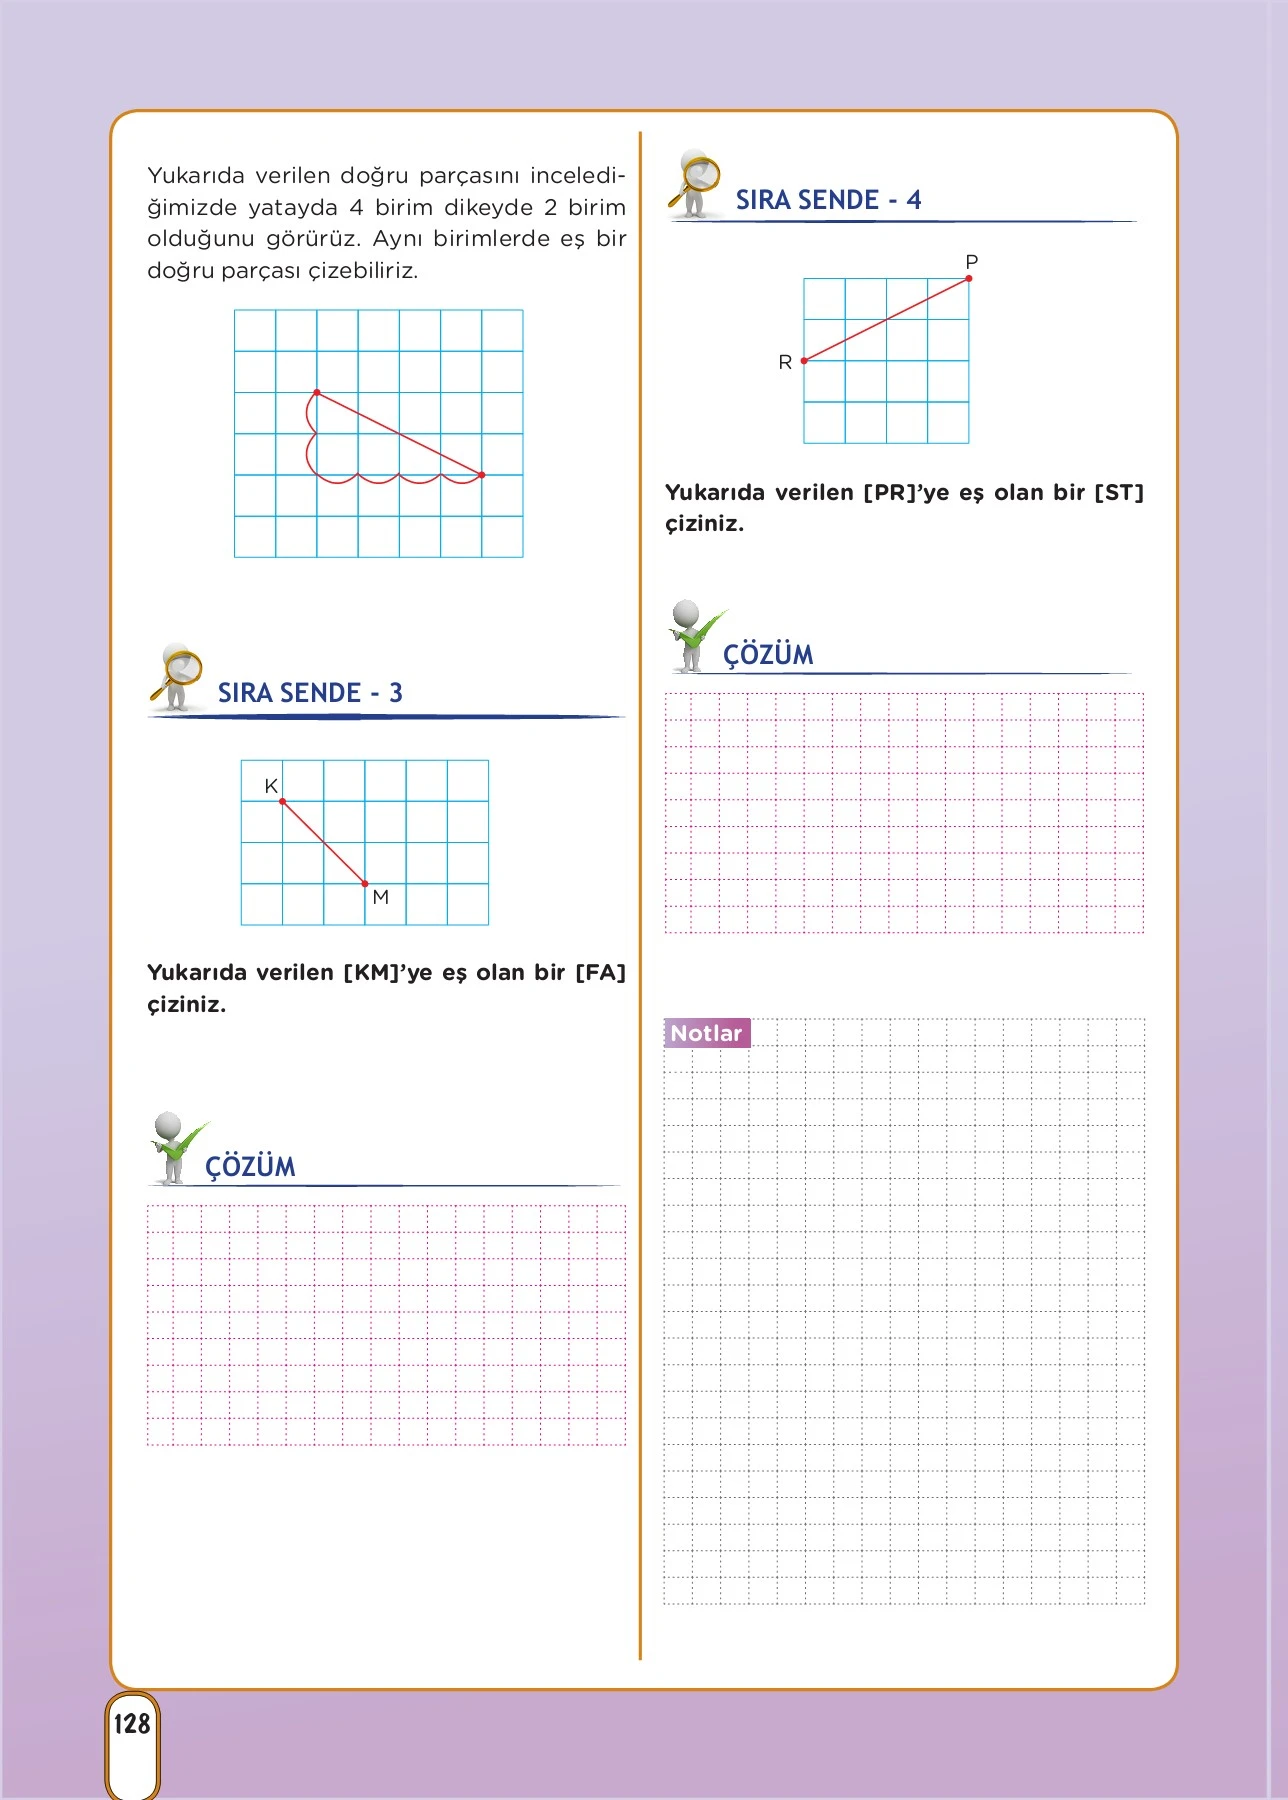 Yukarıda verilen doğru parçasını inceledi-
ğimizde yatayda 4 birim dikeyde 2 birim
olduğunu görürüz. Aynı birimlerde eş bir
doğru parçası çizebiliriz.
SIRA SENDE - 3
K
M
Yukarıda verilen [KM]’ye eş olan bir [FA]
çiziniz.
ÇÖZÜM
SIRA SENDE - 4
P
R
Yukarıda verilen [PR]’ye eş olan bir [ST]
çiziniz.
ÇÖZÜM
Notlar
128